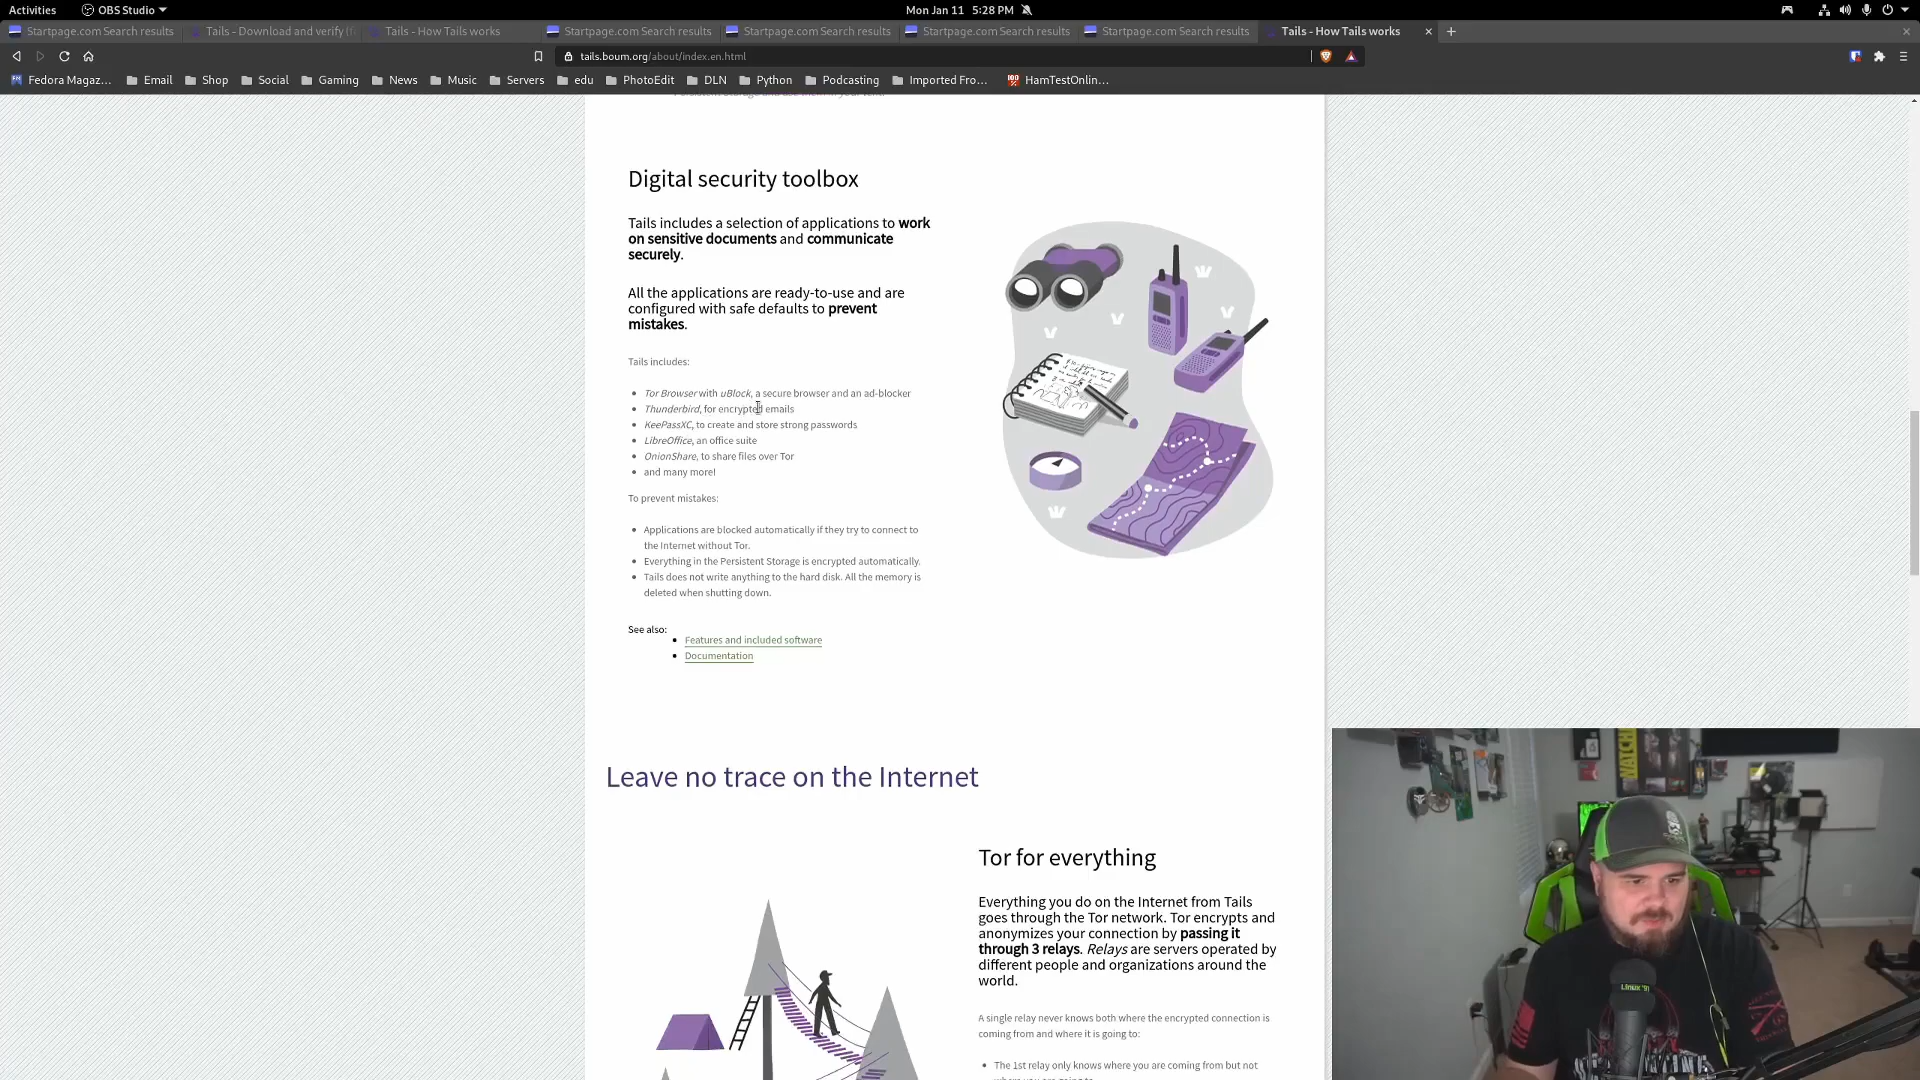 Activities
OBS Studio
Mon Jan 11 5:28 PM
Startpage.com Search results
Tails - Download and verify (f
Tails - How Tails works
Startpage.com Search results
Startpage.com Search results
Startpage.com Search results
Startpage.com Search results
Tails - How Tails works
tails.boum.org/about/index.en.html
Fedora Magaz...
Email
Shop
Social
Gaming
News
Music
Servers
edu
PhotoEdit
DLN
Python
Podcasting
Imported Fro...
HamTestOnlin...
Digital security toolbox
Tails includes a selection of applications to work
on sensitive documents and communicate
securely.
All the applications are ready-to-use and are
configured with safe defaults to prevent
mistakes.
Tails includes:
Tor Browser with uBlock, a secure browser and an ad-blocker
Thunderbird, for encrypted emails
KeePassXC, to create and store strong passwords
LibreOffice, an office suite
OnionShare, to share files over Tor
and many more!
To prevent mistakes:
Applications are blocked automatically if they try to connect to
the Internet without Tor.
Everything in the Persistent Storage is encrypted automatically.
Tails does not write anything to the hard disk. All the memory is
deleted when shutting down.
See also:
Features and included software
Documentation
Leave no trace on the Internet
Tor for everything
Everything you do on the Internet from Tails
goes through the Tor network. Tor encrypts and
anonymizes your connection by passing it
through 3 relays. Relays are servers operated by
different people and organizations around the
world.
A single relay never knows both where the encrypted connection is
coming from and where it is going to:
The 1st relay only knows where you are coming from but not
WATCH